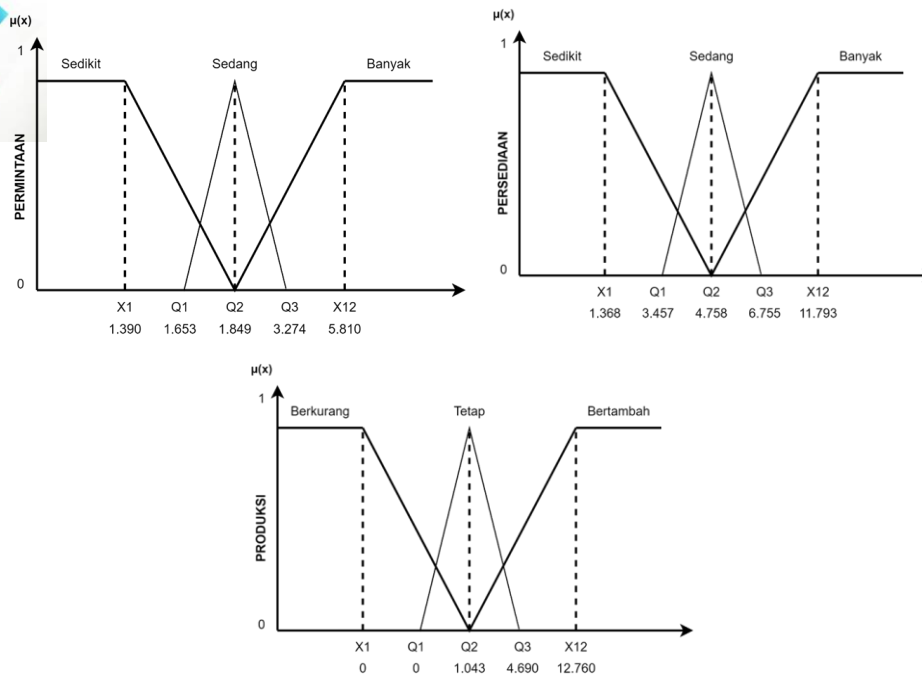 μ(x)
1
Sedikit Sedang Banyak
PERMINTAAN
0
X1 Q1 Q2 Q3 X12
1.390 1.653 1.849 3.274 5.810
μ(x)
1
Sedikit Sedang Banyak
PERSEDIAAN
0
X1 Q1 Q2 Q3 X12
1.368 3.457 4.758 6.755 11.793
μ(x)
1
Berkurang Tetap Bertambah
PRODUKSI
0
X1 Q1 Q2 Q3 X12
0 0 1.043 4.690 12.760